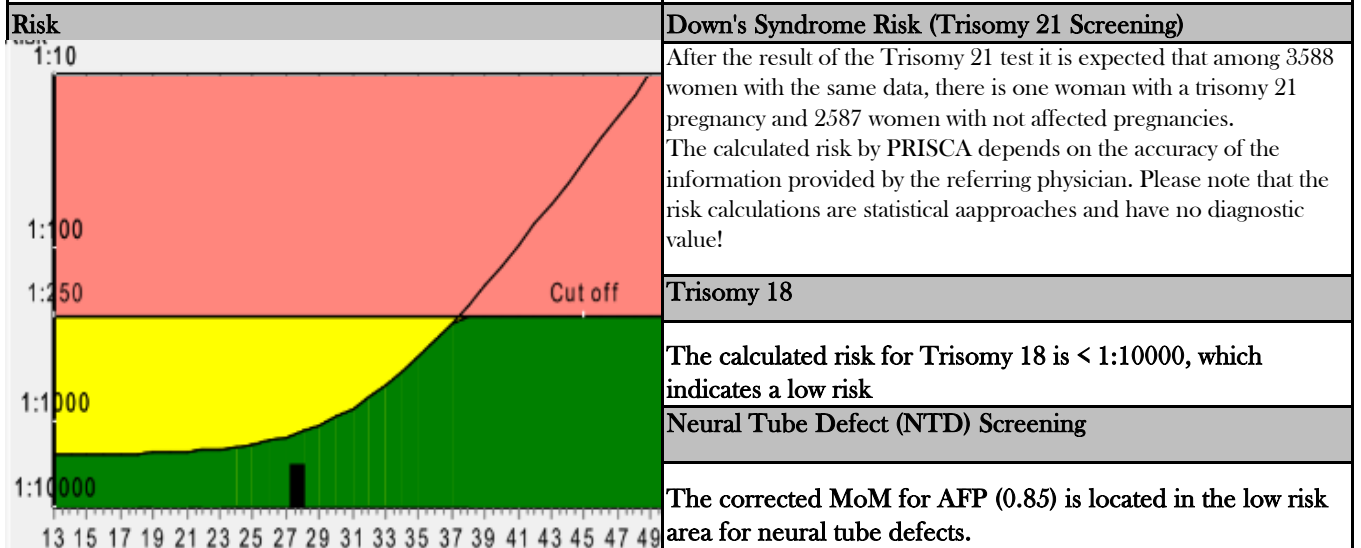 Risk
1:10
1:100
1:250
Cut off
1:1000
1:10000
13 15 17 19 21 23 25 27 29 31 33 35 37 39 41 43 45 47 49
Down's Syndrome Risk (Trisomy 21 Screening)
After the result of the Trisomy 21 test it is expected that among 3588
women with the same data, there is one woman with a trisomy 21
pregnancy and 2587 women with not affected pregnancies.
The calculated risk by PRISCA depends on the accuracy of the
information provided by the referring physician. Please note that the
risk calculations are statistical aapproaches and have no diagnostic
value!
Trisomy 18
The calculated risk for Trisomy 18 is < 1:10000, which
indicates a low risk
Neural Tube Defect (NTD) Screening
The corrected MoM for AFP (0.85) is located in the low risk
area for neural tube defects.